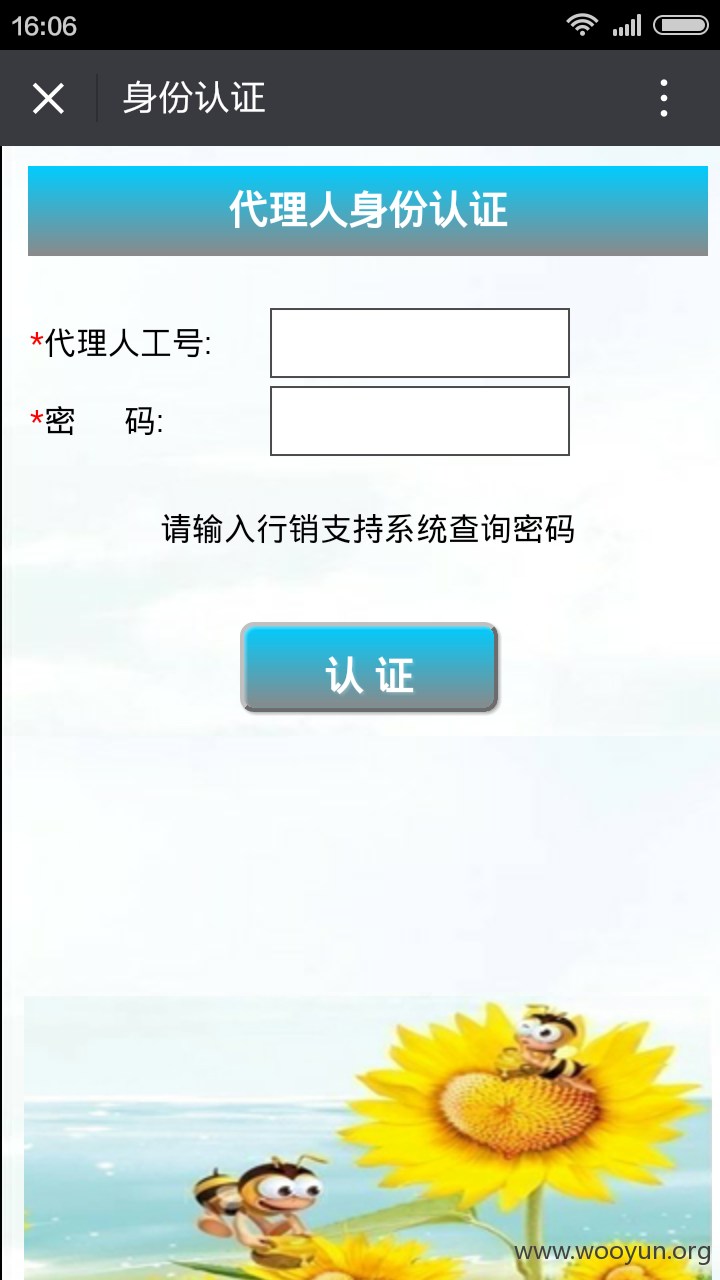 16:06
身份认证
代理人身份认证
*代理人工号:
*密 码:
请输入行销支持系统查询密码
认 证
www.wooyun.org